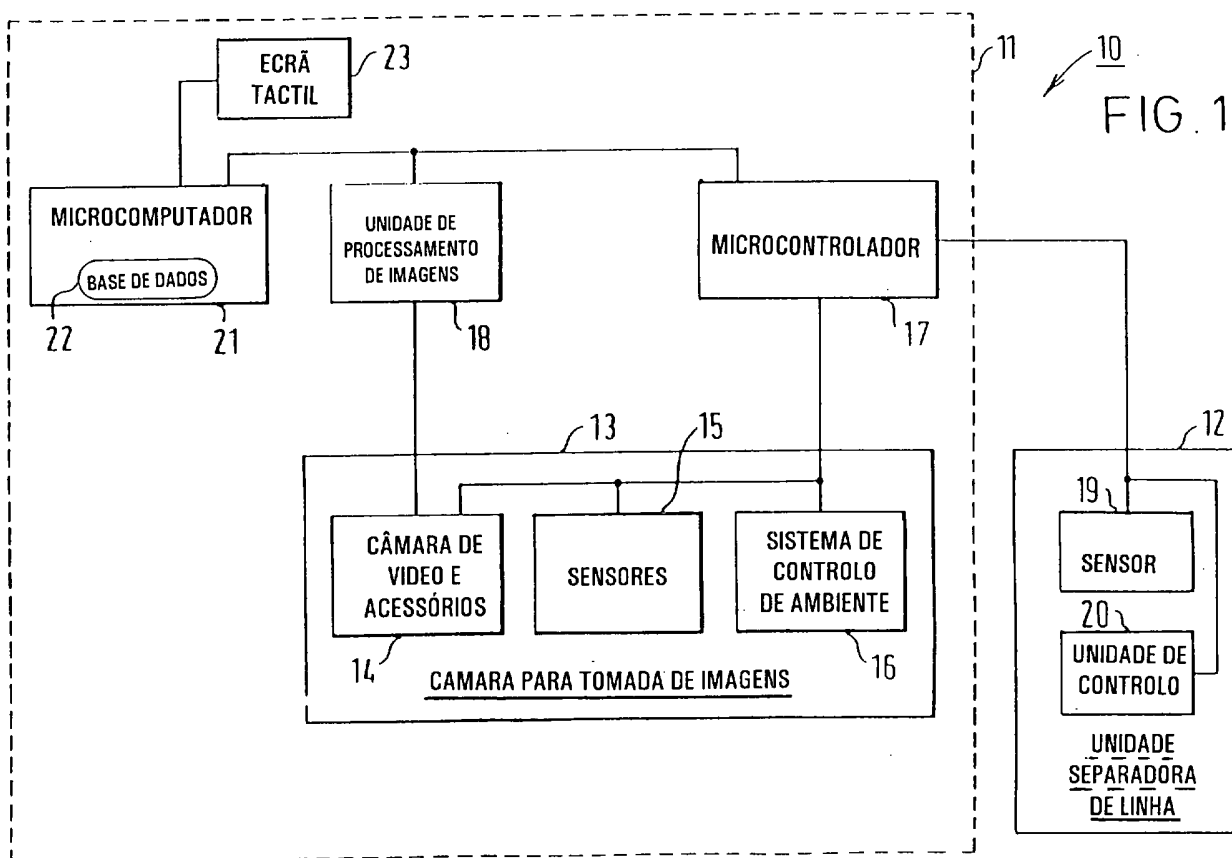 ECRÃ
TACTIL
23
11
10
FIG. 1
MICROCOMPUTADOR
BASE DE DADOS
22
21
UNIDADE DE
PROCESSAMENTO
DE IMAGENS
18
MICROCONTROLADOR
17
13
15
12
CÂMARA DE
VIDEO E
ACESSÓRIOS
14
SENSORES
SISTEMA DE
CONTROLO
DE AMBIENTE
16
CAMARA PARA TOMADA DE IMAGENS
19
SENSOR
20
UNIDADE DE
CONTROLO
UNIDADE
SEPARADORA
DE LINHA